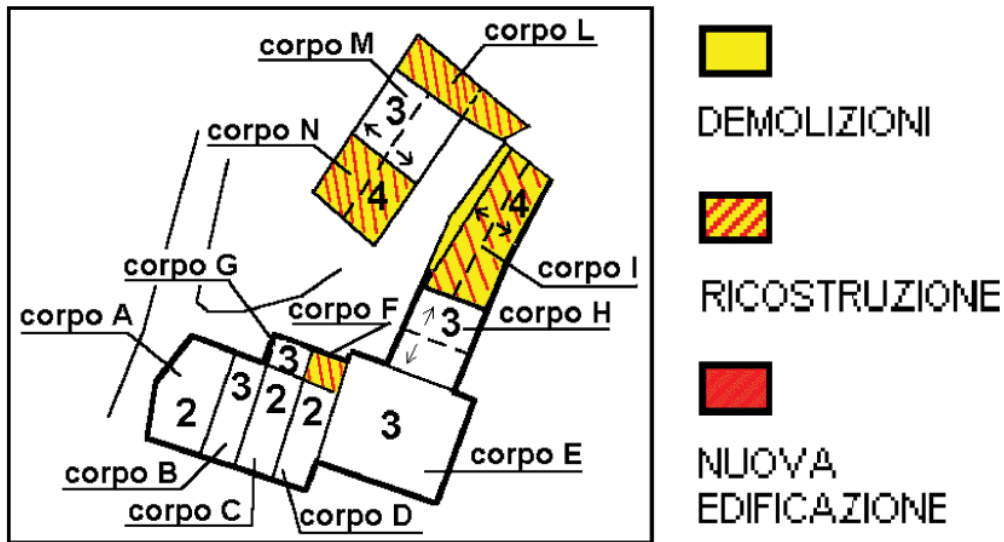 corpo L
corpo M
3
corpo N
4
4
corpo G
corpo I
corpo F
3
corpo H
corpo A
3
3
2
2
2
3
corpo B
corpo E
corpo C
corpo D
DEMOLIZIONI
RICOSTRUZIONE
NUOVA
EDIFICAZIONE